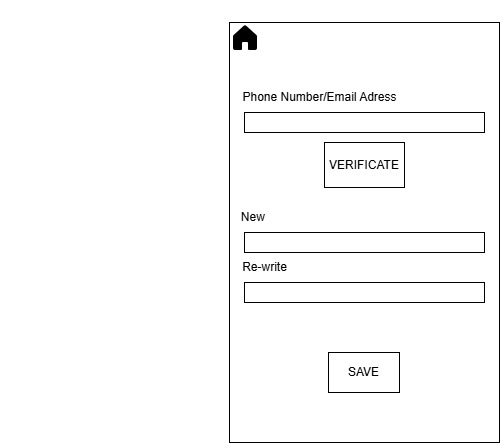 Phone Number/Email Adress
VERIFICATE
New
Re-write
SAVE